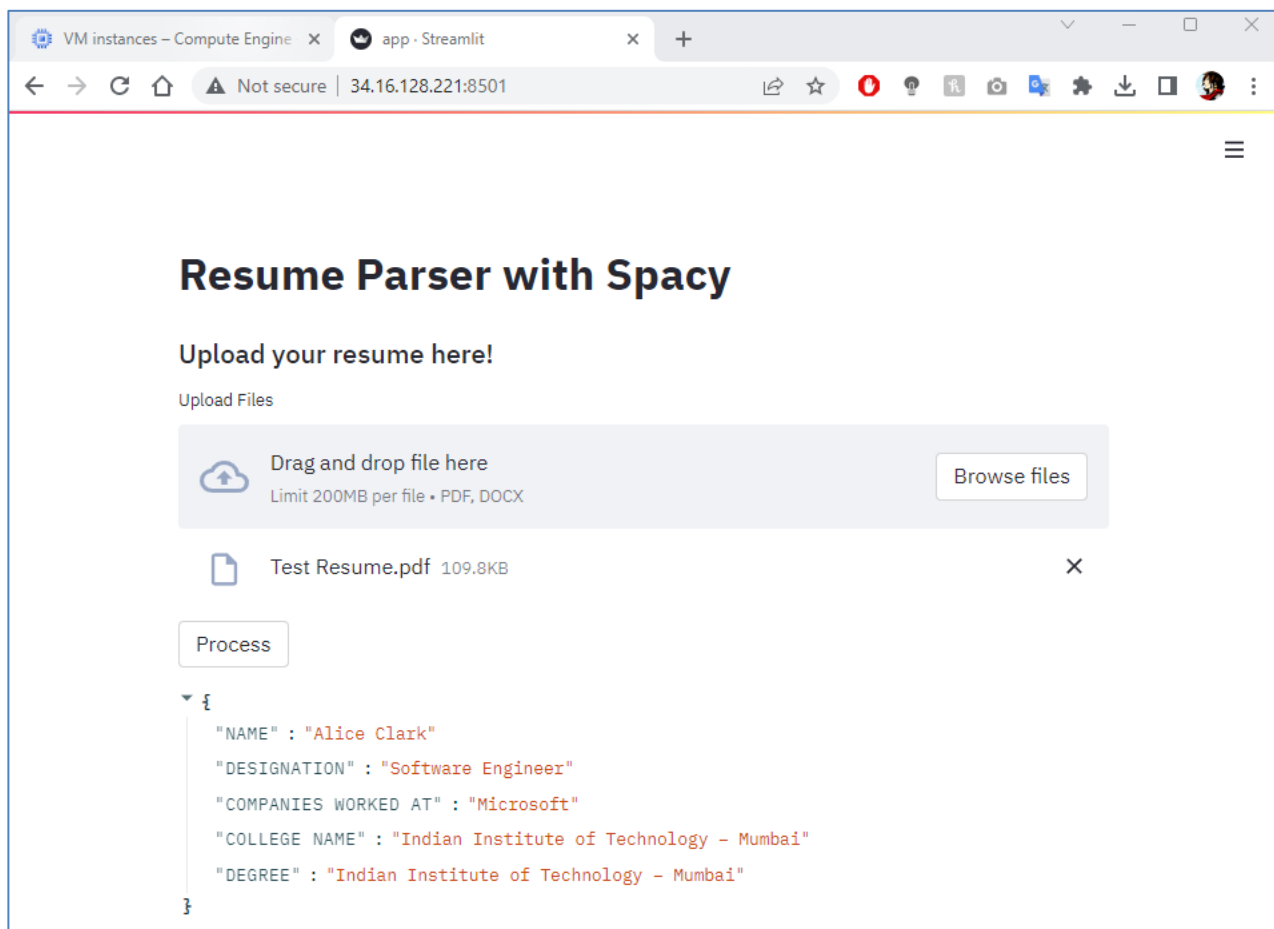 VM instances – Compute Engine
app · Streamlit
Not secure | 34.16.128.221:8501
Resume Parser with Spacy
Upload your resume here!
Upload Files
Drag and drop file here
Limit 200MB per file • PDF, DOCX
Browse files
Test Resume.pdf 109.8KB
Process
{
"NAME" : "Alice Clark"
"DESIGNATION" : "Software Engineer"
"COMPANIES WORKED AT" : "Microsoft"
"COLLEGE NAME" : "Indian Institute of Technology – Mumbai"
"DEGREE" : "Indian Institute of Technology – Mumbai"
}